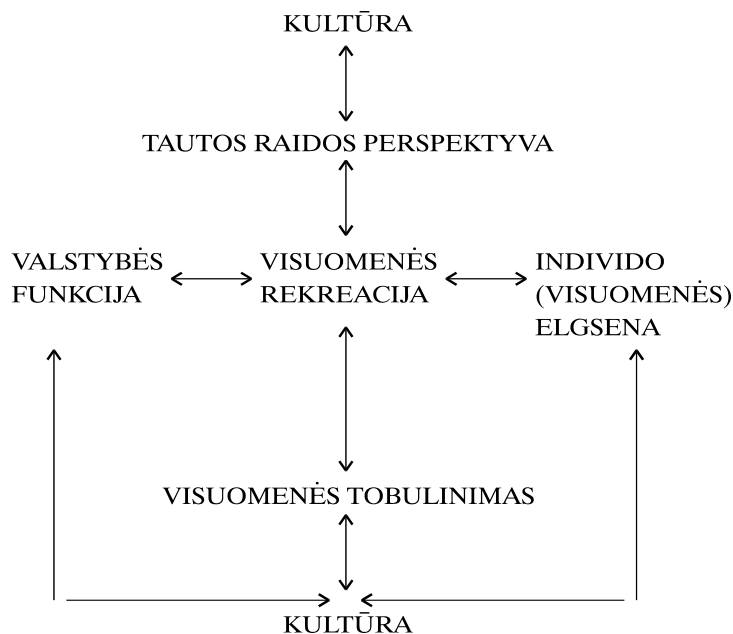 KULTŪRA
TAUTOS RAIDOS PERSPEKTYVA
VALSTYBĖS
FUNKCIJA
VISUOMENĖS
REKREACIJA
INDIVIDO
(VISUOMENĖS)
ELGSENA
VISUOMENĖS TOBULINIMAS
KULTŪRA